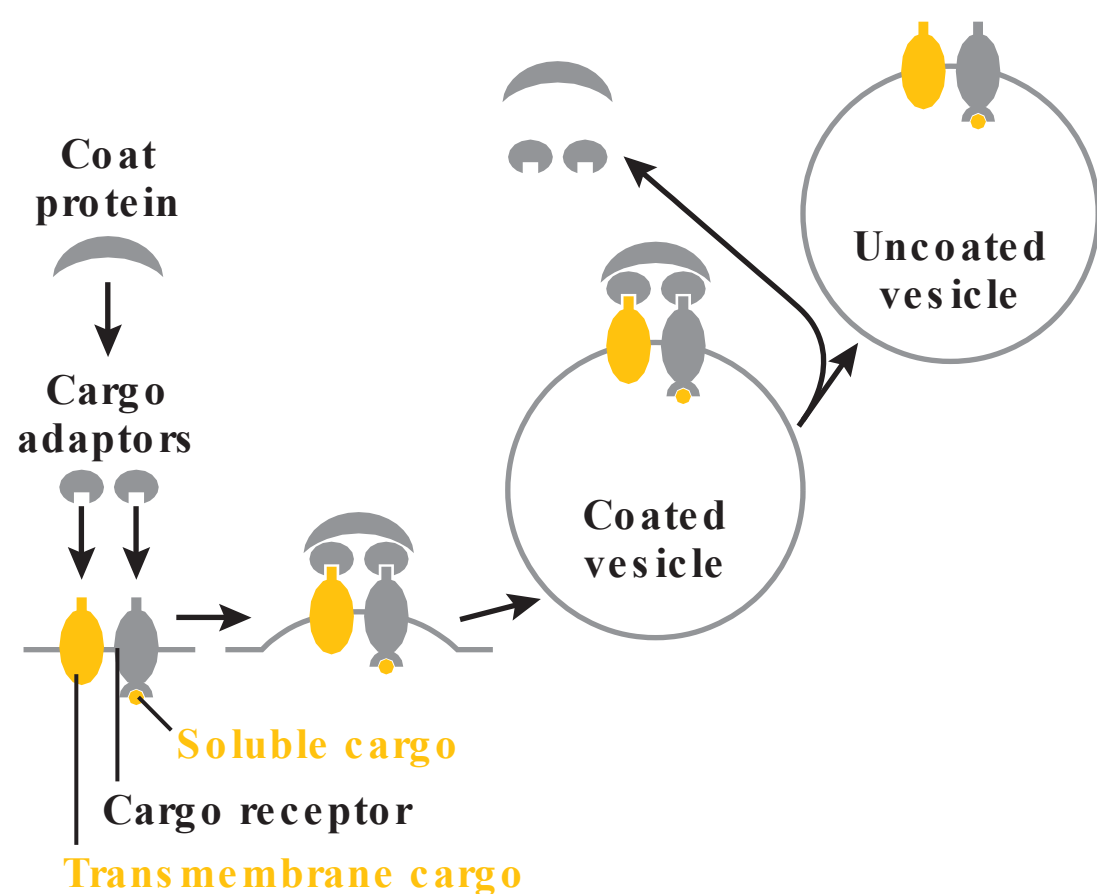 Coat
protein
Cargo
adaptors
Uncoated
vesicle
Coated
vesicle
Soluble cargo
Cargo receptor
Transmembrane cargo